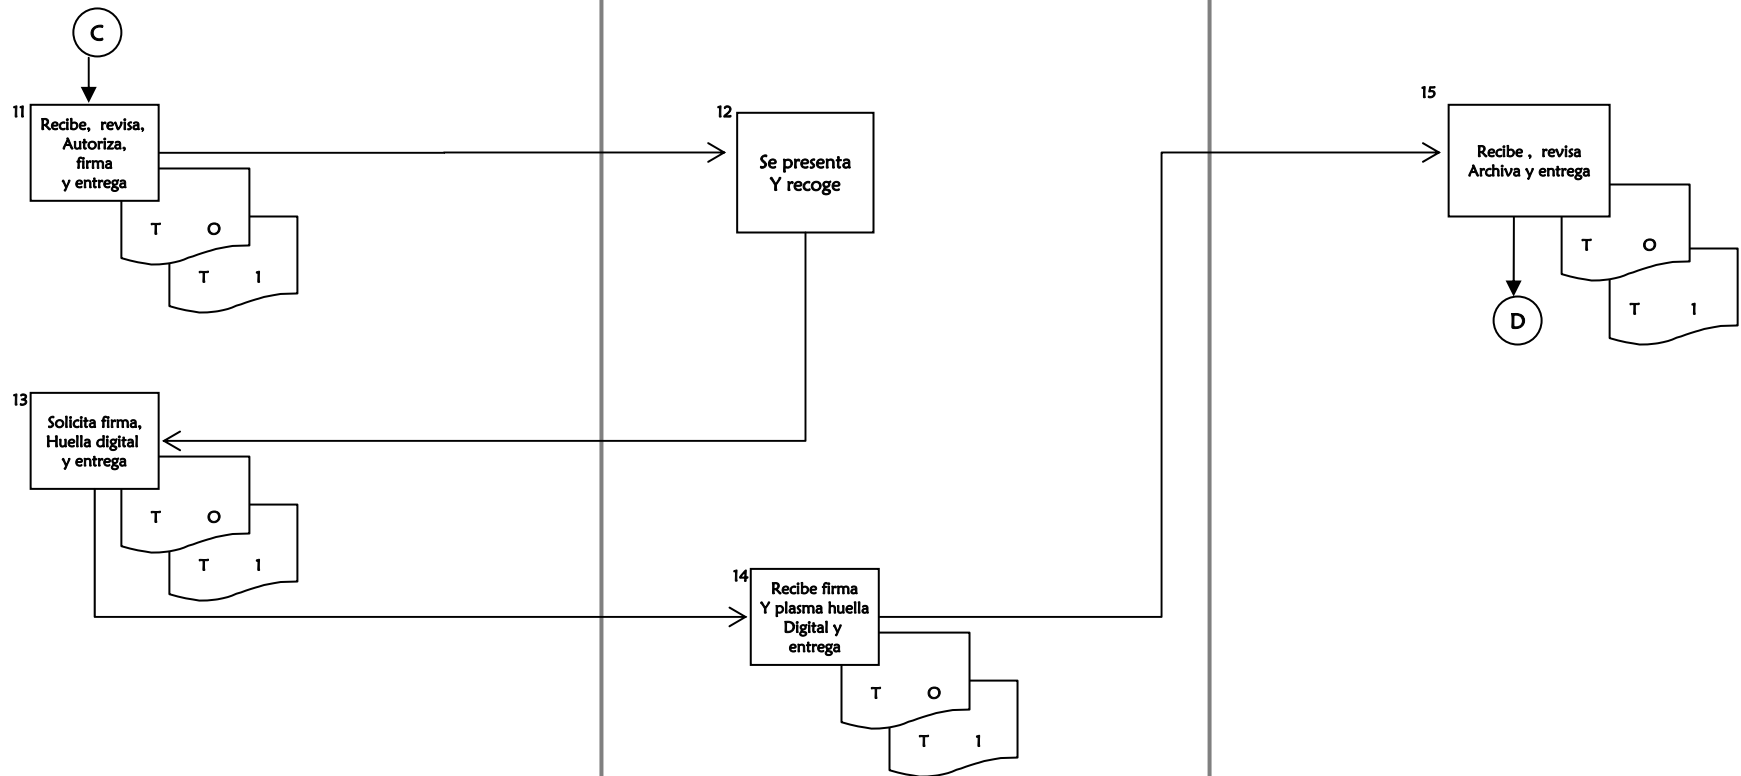 C
11
Recibe, revisa,
Autoriza,
firma
y entrega
T O
T 1
12
Se presenta
Y recoge
13
Solicita firma,
Huella digital
y entrega
T O
T 1
14
Recibe firma
Y plasma huella
Digital y
entrega
T O
T 1
15
Recibe , revisa
Archiva y entrega
T O
T 1
D